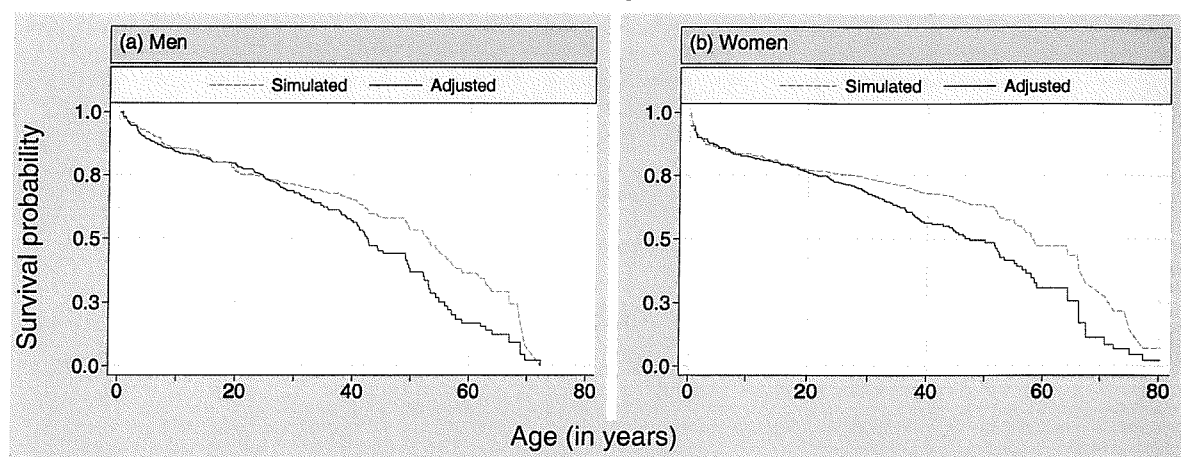 (a) Men
Simulated Adjusted
1.0
0.8
0.5
0.3
0.0
0 20 40 60 80
(b) Women
Simulated Adjusted
1.0
0.8
0.5
0.3
0.0
0 20 40 60 80
Survival probability
Age (in years)